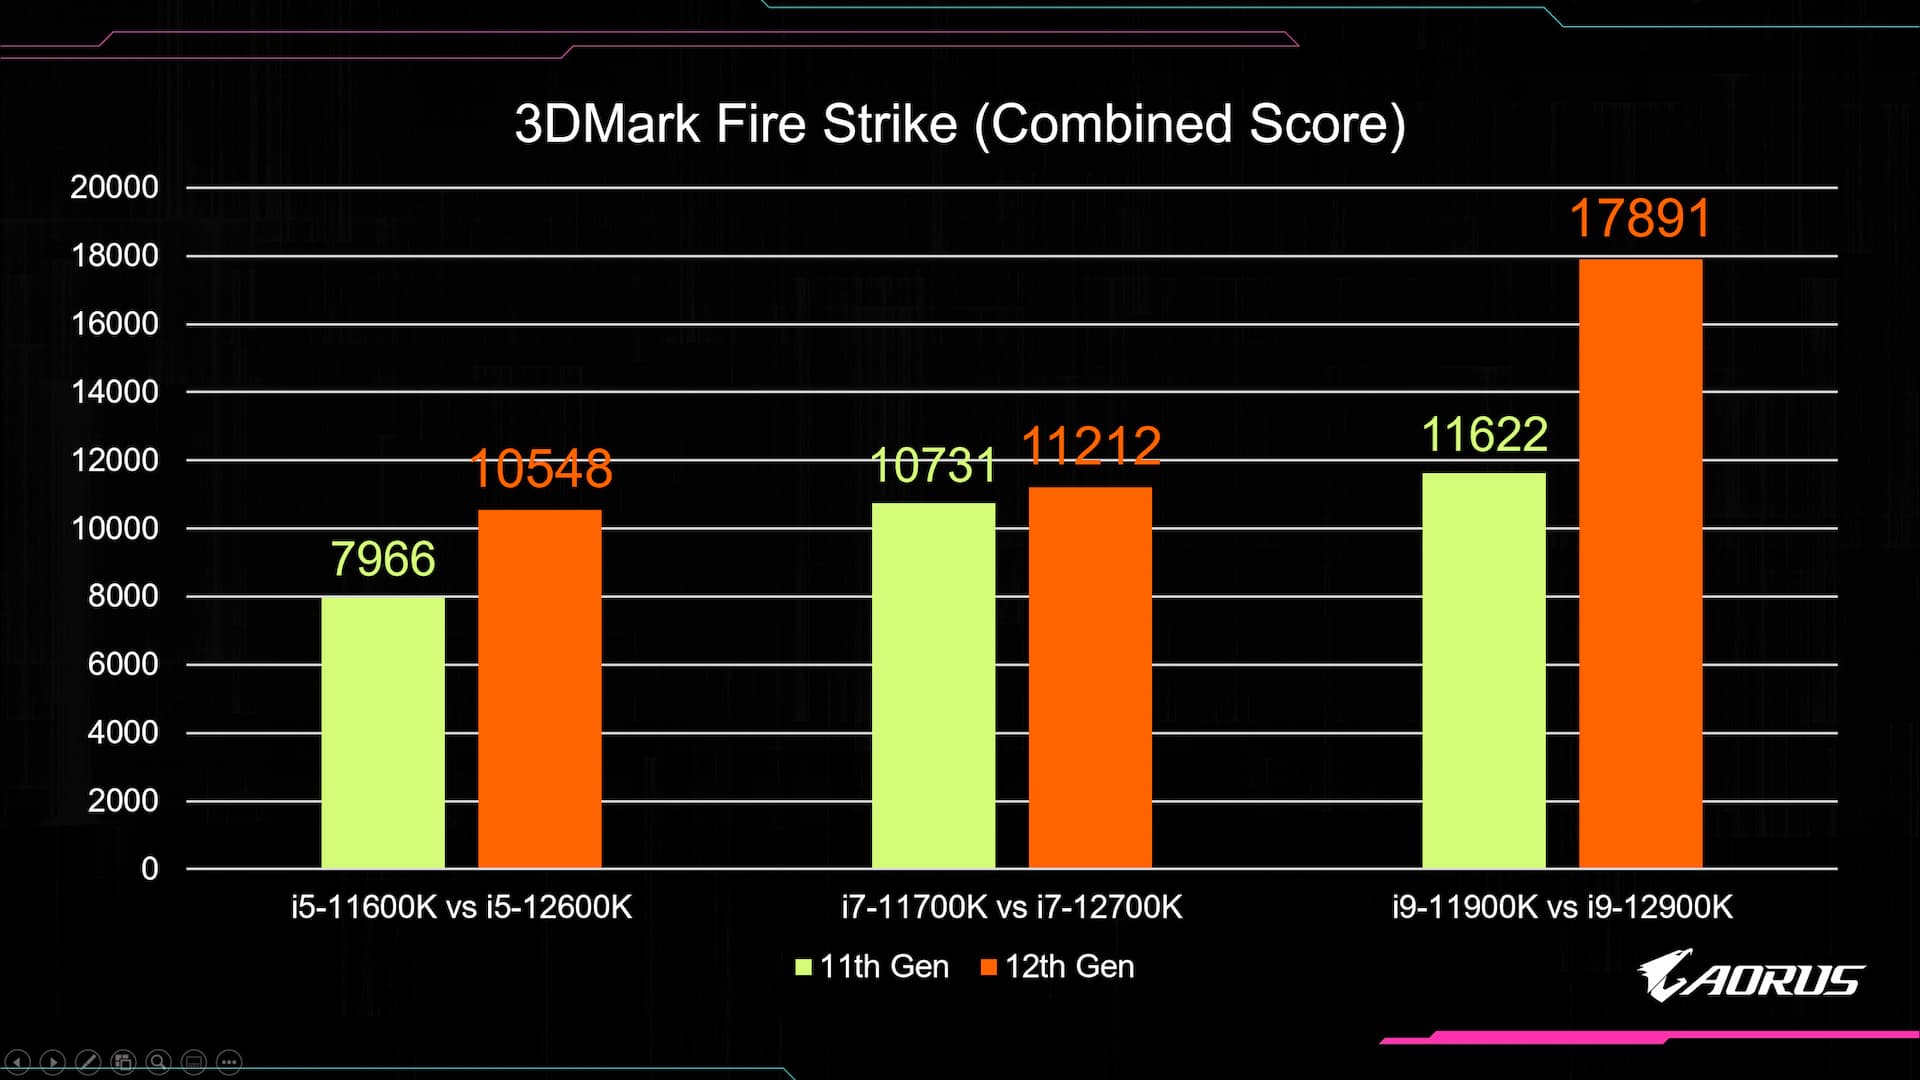 3DMark Fire Strike (Combined Score)
20000
18000
16000
14000
12000
10000
8000
6000
4000
2000
0
7966
10548
10731
11212
11622
17891
i5-11600K vs i5-12600K
i7-11700K vs i7-12700K
i9-11900K vs i9-12900K
11th Gen
12th Gen
AORUS